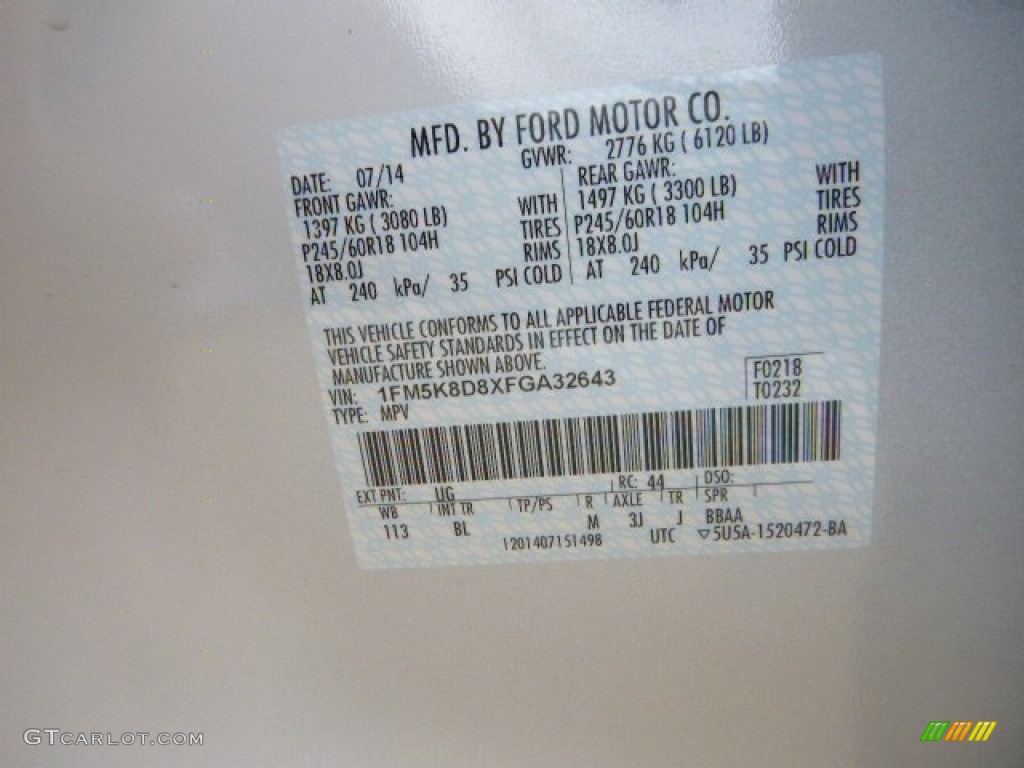 MFD. BY FORD MOTOR CO.
DATE: 07/14 GVWR: 2776 KG ( 6120 LB)
FRONT GAWR: REAR GAWR:
1397 KG ( 3080 LB) WITH 1497 KG ( 3300 LB) WITH
P245/60R18 104H TIRES P245/60R18 104H TIRES
18X8.0J RIMS 18X8.0J RIMS
AT 240 kPa/ 35 PSI COLD AT 240 kPa/ 35 PSI COLD
THIS VEHICLE CONFORMS TO ALL APPLICABLE FEDERAL MOTOR
VEHICLE SAFETY STANDARDS IN EFFECT ON THE DATE OF
MANUFACTURE SHOWN ABOVE.
VIN: 1FM5K8D8XFGA32643 F0218
TYPE: MPV T0232
EXT PNT: UG RC: 44 DSO:
WB INT TR TP/PS R AXLE TR SPR
113 BL M 3J J BBAA
1201407151498 UTC ▽5U5A-1520472-BA
GTCARLOT.COM